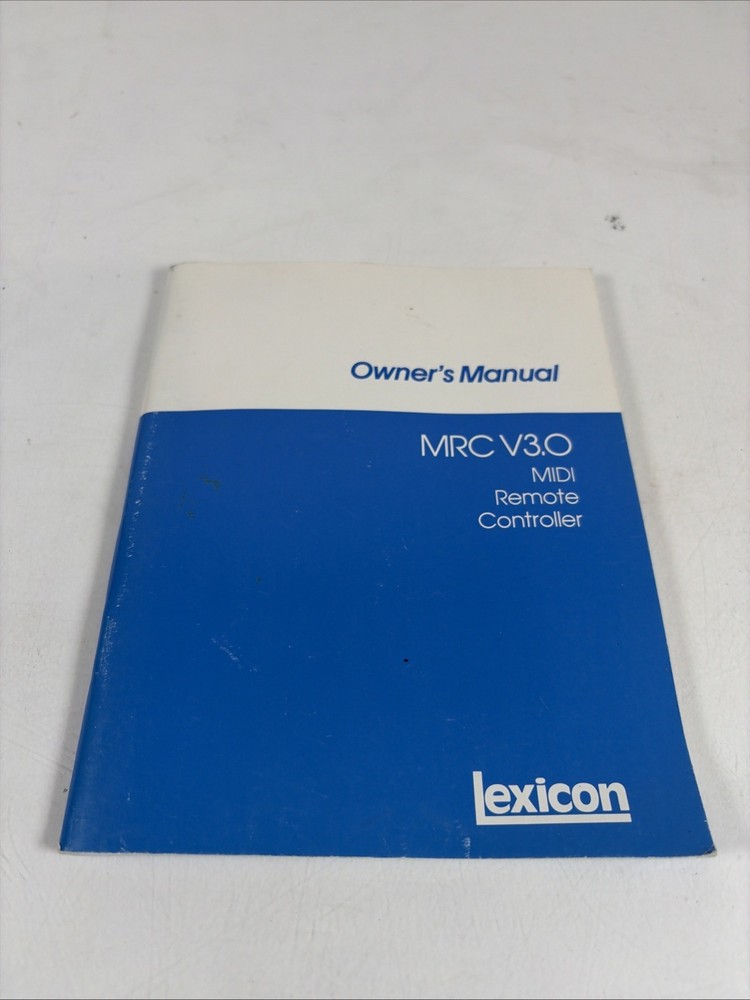 Owner's Manual
MRC V3.0
MIDI
Remote
Controller
Lexicon